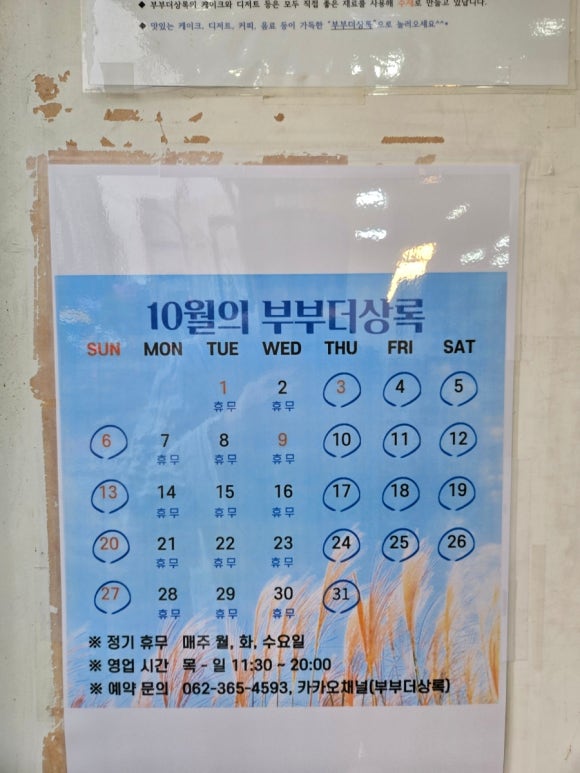 ◆ 부부더상록이 케이크와 디저트 등은 모두 직접 좋은 재료를 사용해 수제로 만들고 있답니다.
◆ 맛있는 케이크, 디저트, 커피, 음료 등이 가득한 "부부더상록"으로 놀러오세요^^*
10월의 부부더상록
SUN MON TUE WED THU FRI SAT
1 2 3 4 5
휴무 휴무
6 7 8 9 10 11 12
휴무 휴무 휴무
13 14 15 16 17 18 19
휴무 휴무 휴무
20 21 22 23 24 25 26
휴무 휴무 휴무
27 28 29 30 31
휴무 휴무 휴무
※ 정기 휴무 매주 월, 화, 수요일
※ 영업 시간 목 - 일 11:30 ~ 20:00
※ 예약 문의 062-365-4593, 카카오채널(부부더상록)